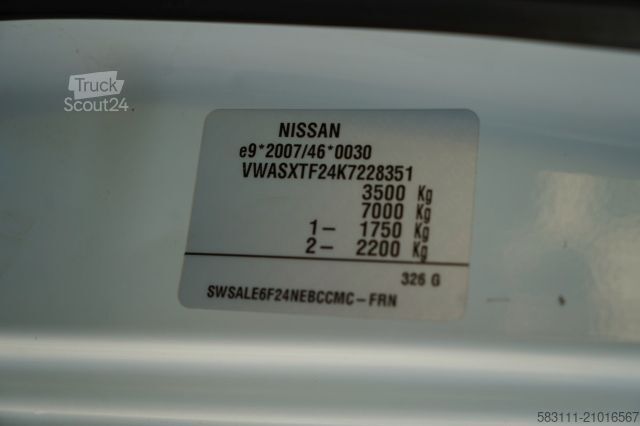 Truck
Scout24
NISSAN
e9*2007/46*0030
VWASXTF24K7228351
3500 Kg
7000 Kg
1- 1750 Kg
2- 2200 Kg
326 G
SWSALE6F24NEBCCMC-FRN
583111-21016567